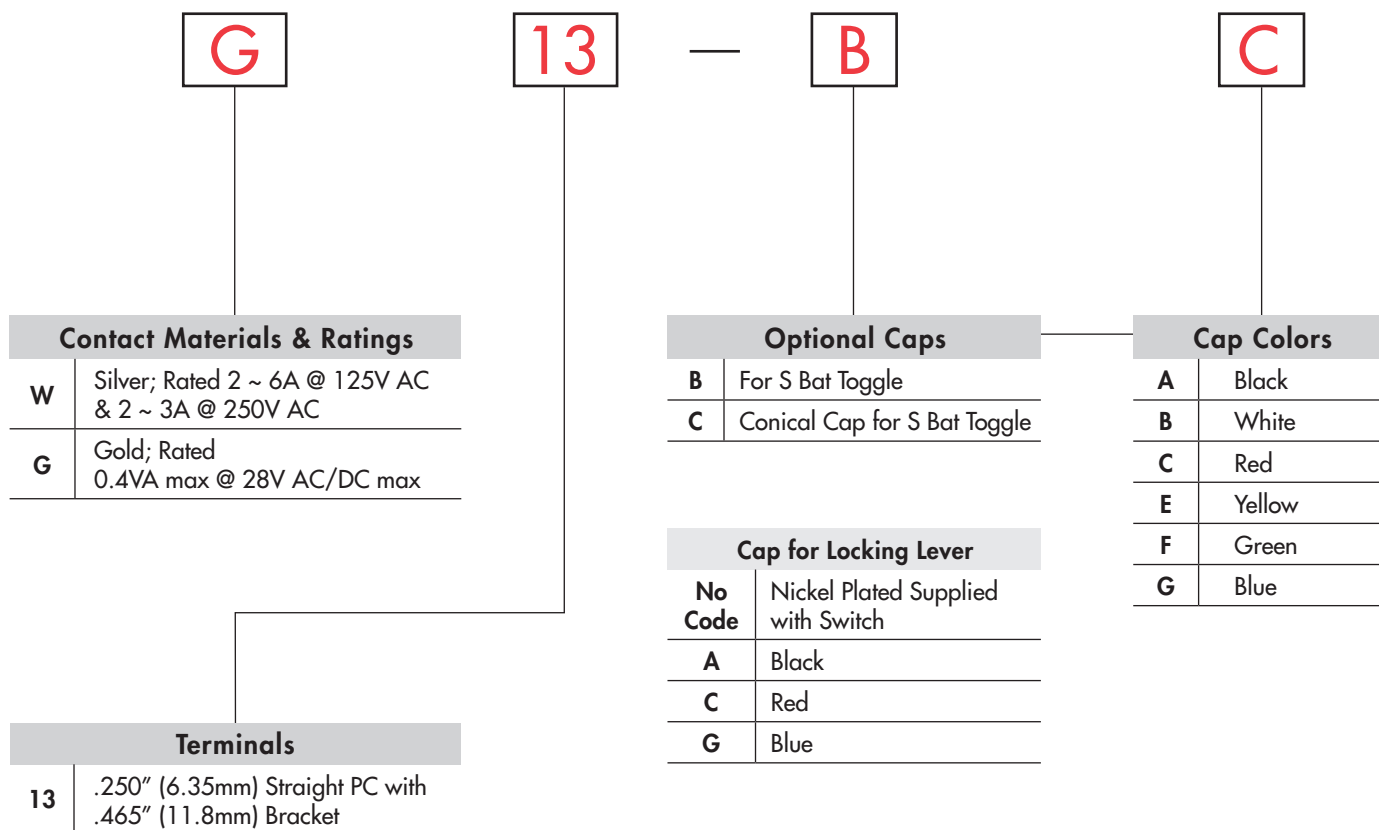 G 13 — B C
Contact Materials & Ratings
W Silver; Rated 2 ~ 6A @ 125V AC
& 2 ~ 3A @ 250V AC
G Gold; Rated
0.4VA max @ 28V AC/DC max
Terminals
13 .250” (6.35mm) Straight PC with
.465” (11.8mm) Bracket
Optional Caps
B For S Bat Toggle
C Conical Cap for S Bat Toggle
Cap for Locking Lever
No Nickel Plated Supplied
Code with Switch
A Black
C Red
G Blue
Cap Colors
A Black
B White
C Red
E Yellow
F Green
G Blue